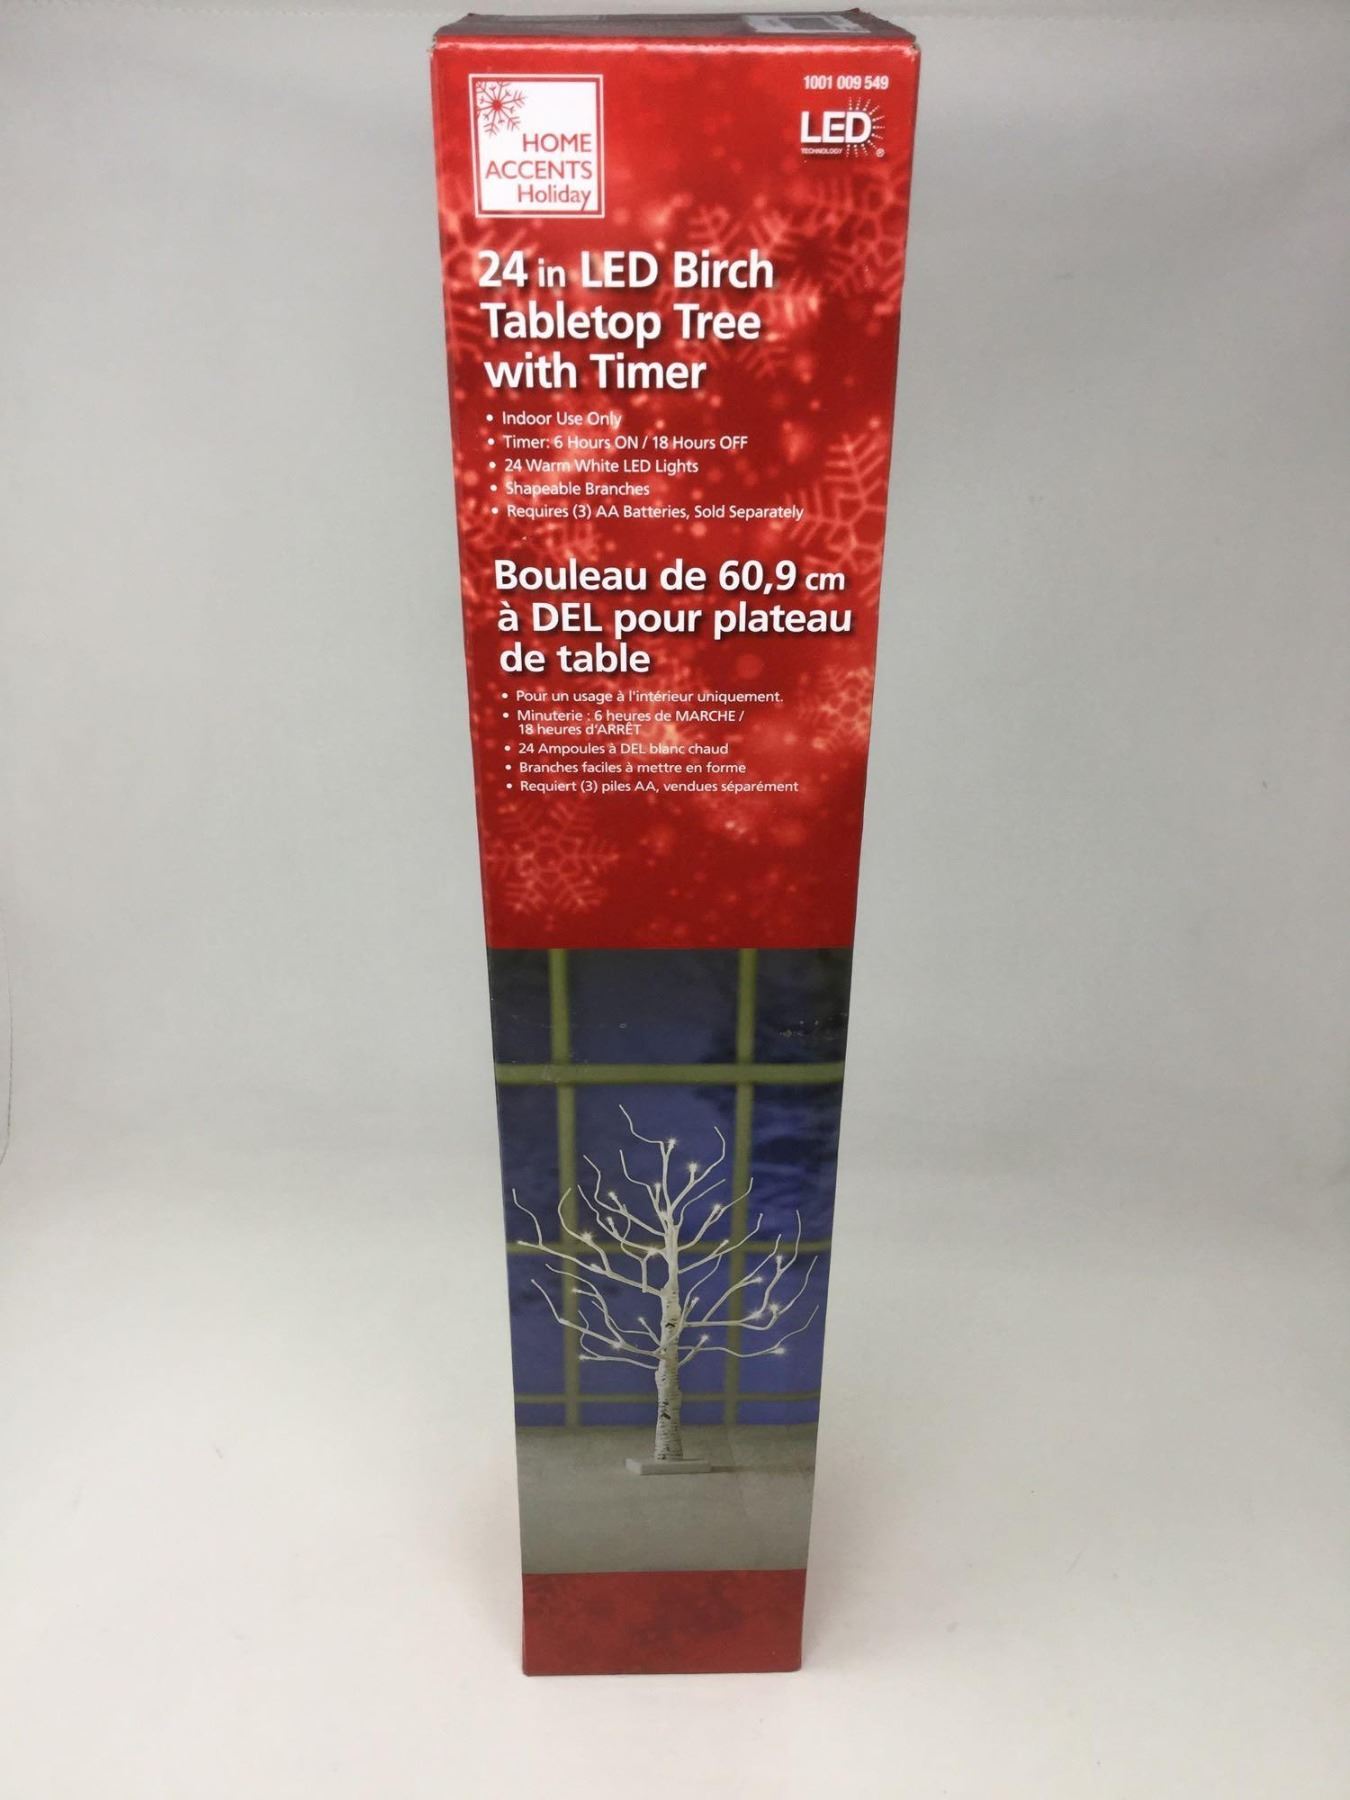 HOME
ACCENTS
Holiday
1001 009 549
LED
TECHNOLOGY ®
24 in LED Birch
Tabletop Tree
with Timer
• Indoor Use Only
• Timer: 6 Hours ON / 18 Hours OFF
• 24 Warm White LED Lights
• Shapeable Branches
• Requires (3) AA Batteries, Sold Separately
Bouleau de 60,9 cm
à DEL pour plateau
de table
• Pour un usage à l'intérieur uniquement.
• Minuterie : 6 heures de MARCHE /
18 heures d'ARRÊT
• 24 Ampoules à DEL blanc chaud
• Branches faciles à mettre en forme
• Requiert (3) piles AA, vendues séparément